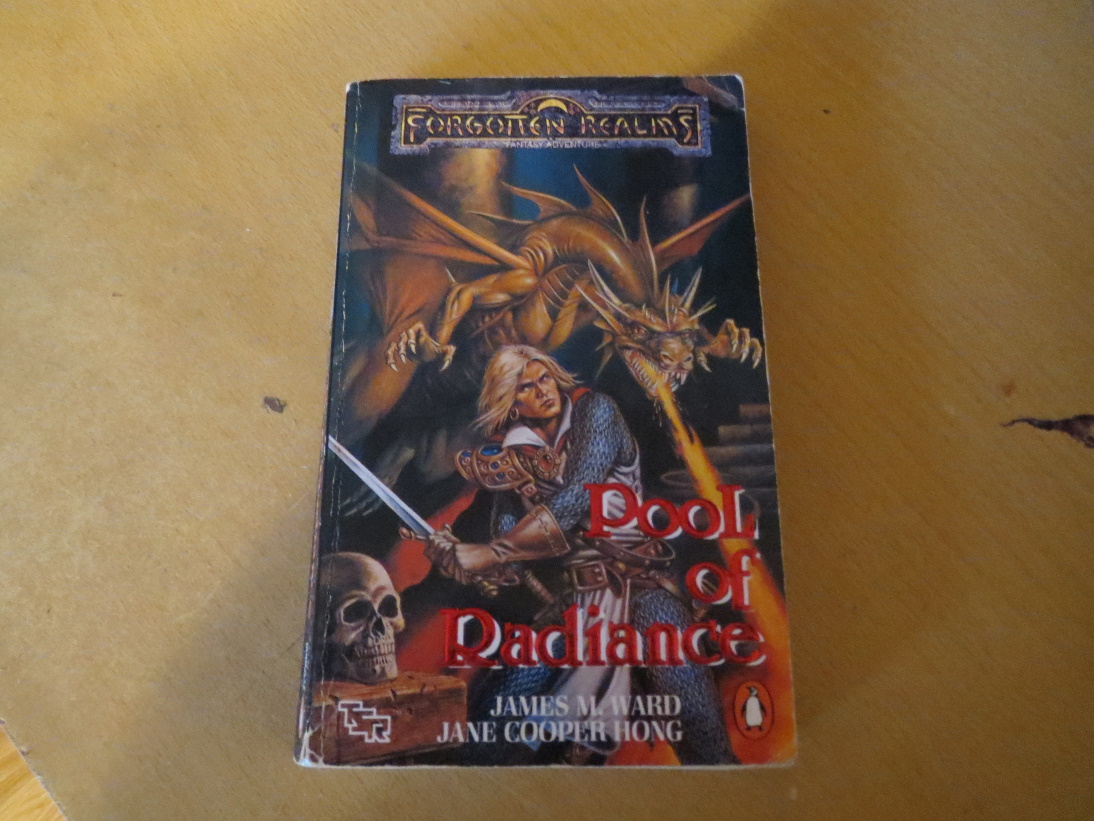 FORGOTTEN REALMS
FANTASY ADVENTURE
Pool
of
Radiance
JAMES M. WARD
JANE COOPER HONG
TSR